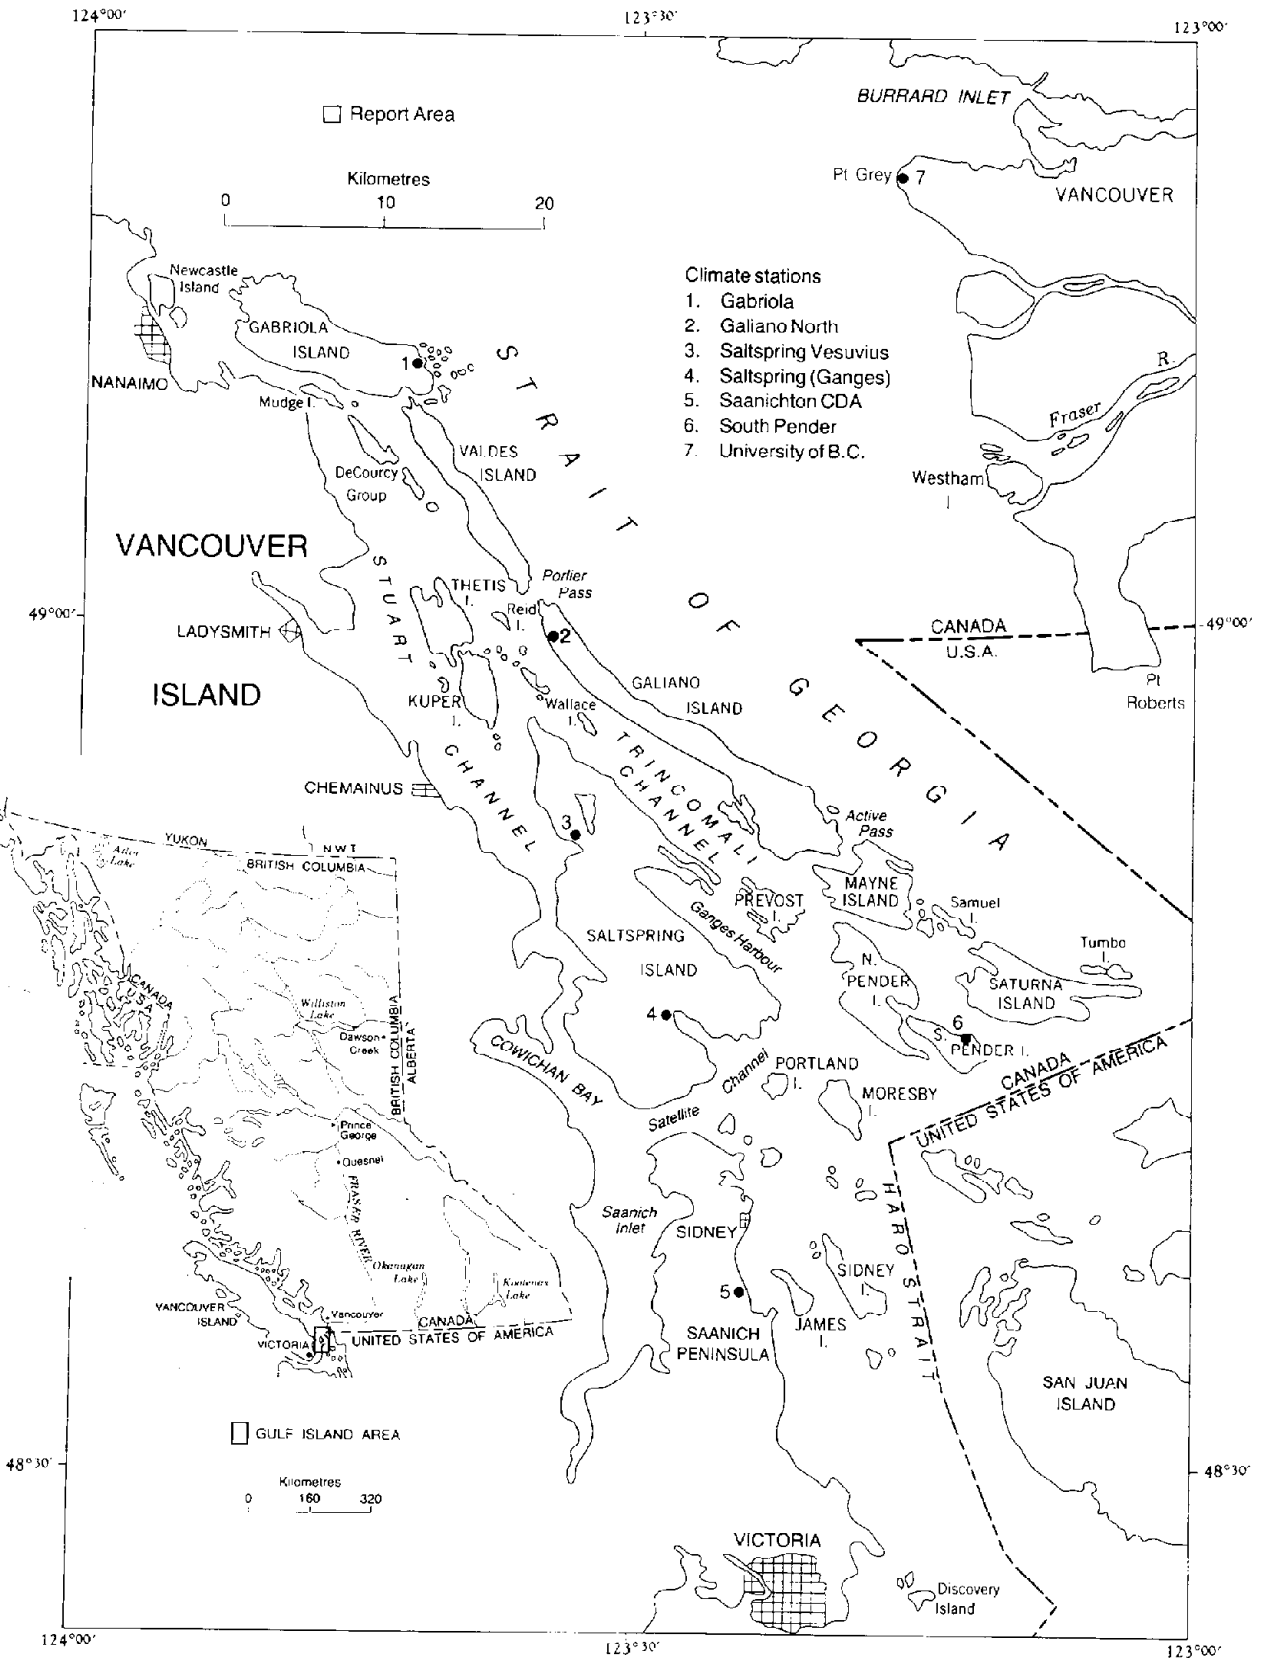 124°00′
123°30′
123°00′
BURRARD INLET
Report Area
Kilometres
0 10 20
Pt Grey
7
VANCOUVER
Newcastle
Island
Climate stations
1. Gabriola
2. Galiano North
3. Saltspring Vesuvius
4. Saltspring (Ganges)
5. Saanichton CDA
6. South Pender
7. University of B.C.
GABRIOLA
ISLAND
1
NANAIMO
Mudge I.
STRAIT OF GEORGIA
R.
Fraser
VALDES
ISLAND
DeCourcy
Group
Westham
I
VANCOUVER
ISLAND
STUART CHANNEL
THETIS
I.
Porlier
Pass
Reid
I.
2
49°00′
LADYSMITH
CANADA
U.S.A.
49°00′
Pt
Roberts
KUPER
I.
Wallace
I.
GALIANO
ISLAND
TRINCOMALI
CHANNEL
CHEMAINUS
3
Active
Pass
YUKON
NWT
BRITISH COLUMBIA
Atlin
Lake
MAYNE
ISLAND
PREVOST
I.
Samuel
I.
Ganges Harbour
SALTSPRING
ISLAND
Tumbo
I.
N.
PENDER
I.
SATURNA
ISLAND
CANADA
U.S.A.
Williston
Lake
Dawson
Creek
BRITISH COLUMBIA
ALBERTA
4
6
S.
PENDER I.
COWICHAN BAY
Satellite Channel
PORTLAND
I.
MORESBY
I.
CANADA
UNITED STATES OF AMERICA
Prince
George
Quesnel
FRASER RIVER
Saanich
Inlet
SIDNEY
HARO STRAIT
Okanagan
Lake
Kootenay
Lake
SIDNEY
I.
5
JAMES
I.
VANCOUVER
ISLAND
Vancouver
CANADA
UNITED STATES OF AMERICA
VICTORIA
SAANICH
PENINSULA
SAN JUAN
ISLAND
GULF ISLAND AREA
48°30′
48°30′
Kilometres
0 160 320
VICTORIA
Discovery
Island
124°00′
123°30′
123°00′